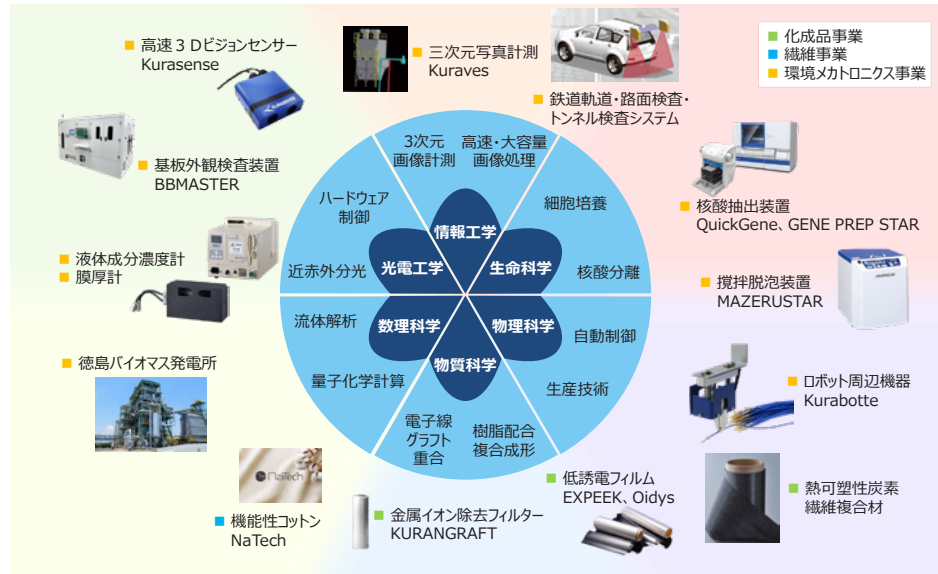 高速３Ｄビジョンセンサー
Kurasense
三次元写真計測
Kuraves
鉄道軌道・路面検査・
トンネル検査システム
化成品事業
繊維事業
環境メカトロニクス事業
基板外観検査装置
BBMASTER
核酸抽出装置
QuickGene、GENE PREP STAR
液体成分濃度計
膜厚計
撹拌脱泡装置
MAZERUSTAR
徳島バイオマス発電所
ロボット周辺機器
Kurabotte
NaTech
機能性コットン
NaTech
金属イオン除去フィルター
KURANGRAFT
低誘電フィルム
EXPEEK、Oidys
熱可塑性炭素
繊維複合材
3次元
画像計測
高速・大容量
画像処理
ハードウェア
制御
細胞培養
近赤外分光
核酸分離
流体解析
自動制御
量子化学計算
生産技術
電子線
グラフト
重合
樹脂配合
複合成形
情報工学
光電工学
生命科学
数理科学
物理科学
物質科学